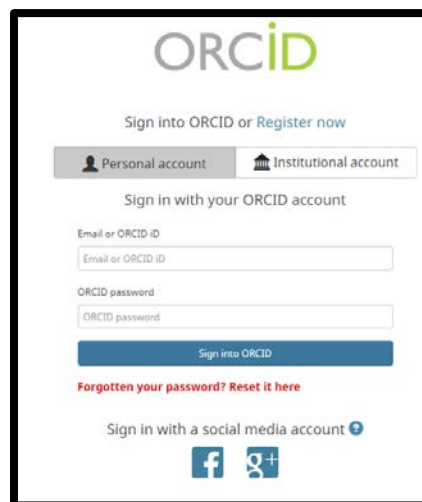 ORCiD
Sign into ORCID or Register now
Personal account Institutional account
Sign in with your ORCID account
Email or ORCID iD
Email or ORCID iD
ORCID password
ORCID password
Sign into ORCID
Forgotten your password? Reset it here
Sign in with a social media account ?
f g+